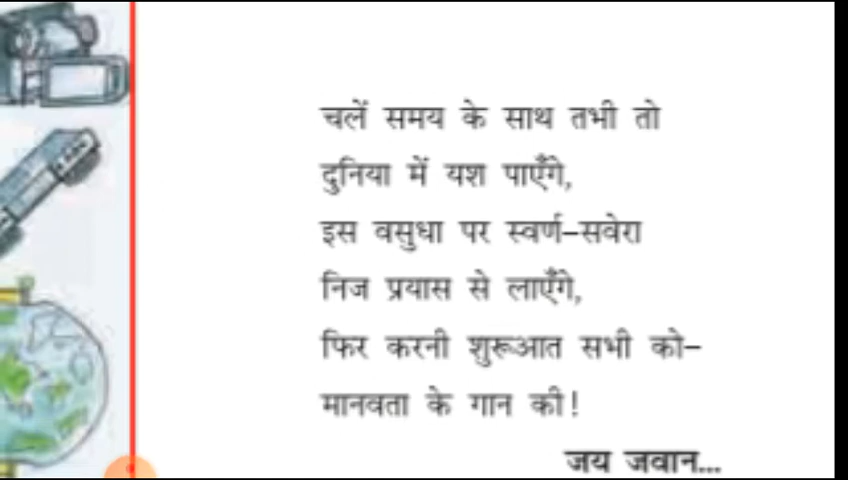 चलें समय के साथ तभी तो
दुनिया में यश पाएँगे,
इस वसुधा पर स्वर्ण–सवेरा
निज प्रयास से लाएँगे,
फिर करनी शुरूआत सभी को–
मानवता के गान की!
जय जवान...